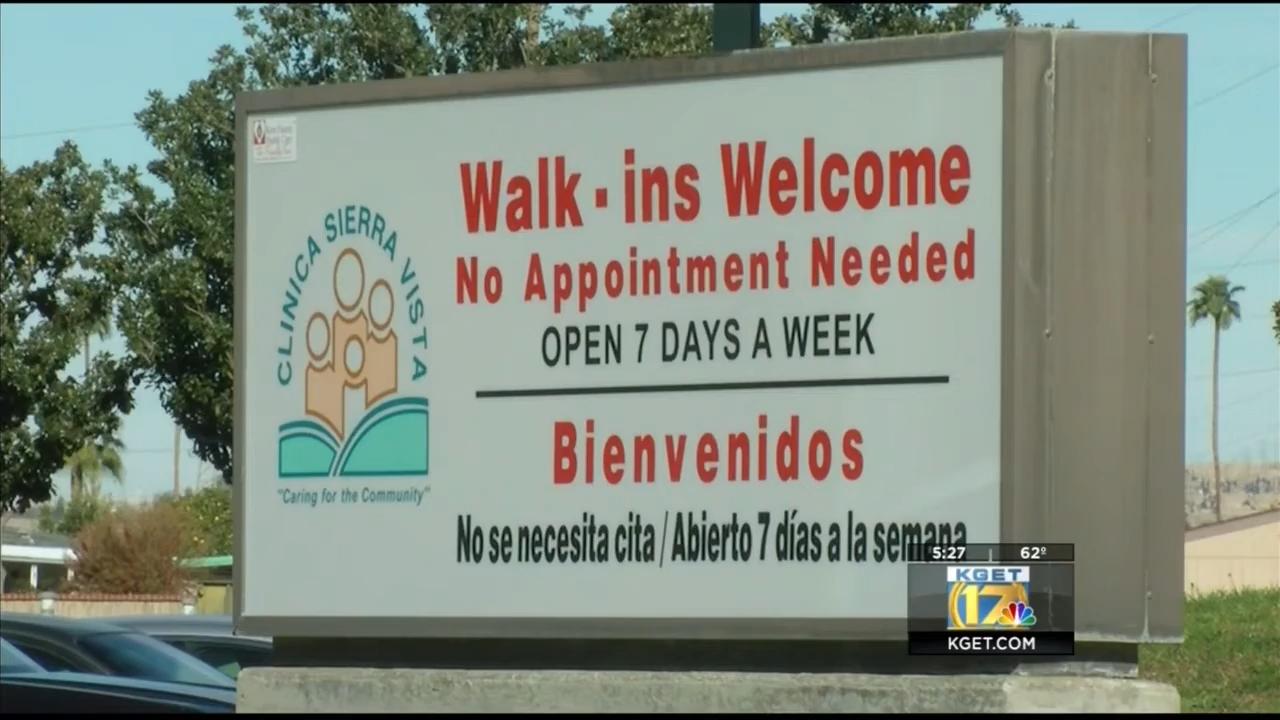 CLINICA SIERRA VISTA
"Caring for the Community"
Walk-ins Welcome
No Appointment Needed
OPEN 7 DAYS A WEEK
Bienvenidos
No se necesita cita / Abierto 7 días a la semana
5:27 | 62º
KGET
17
KGET.COM